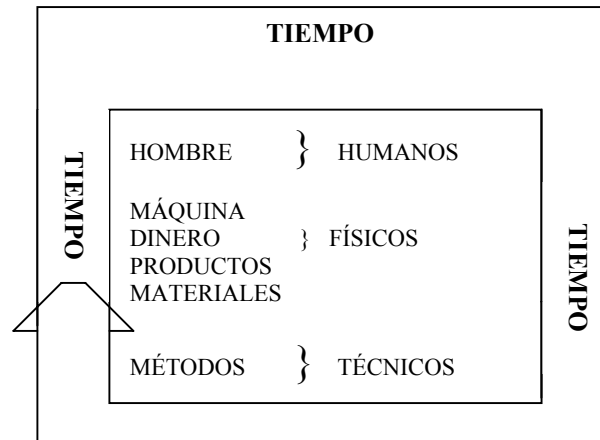 TIEMPO
TIEMPO
HOMBRE } HUMANOS
MÁQUINA
DINERO } FÍSICOS
PRODUCTOS
MATERIALES
MÉTODOS } TÉCNICOS
TIEMPO